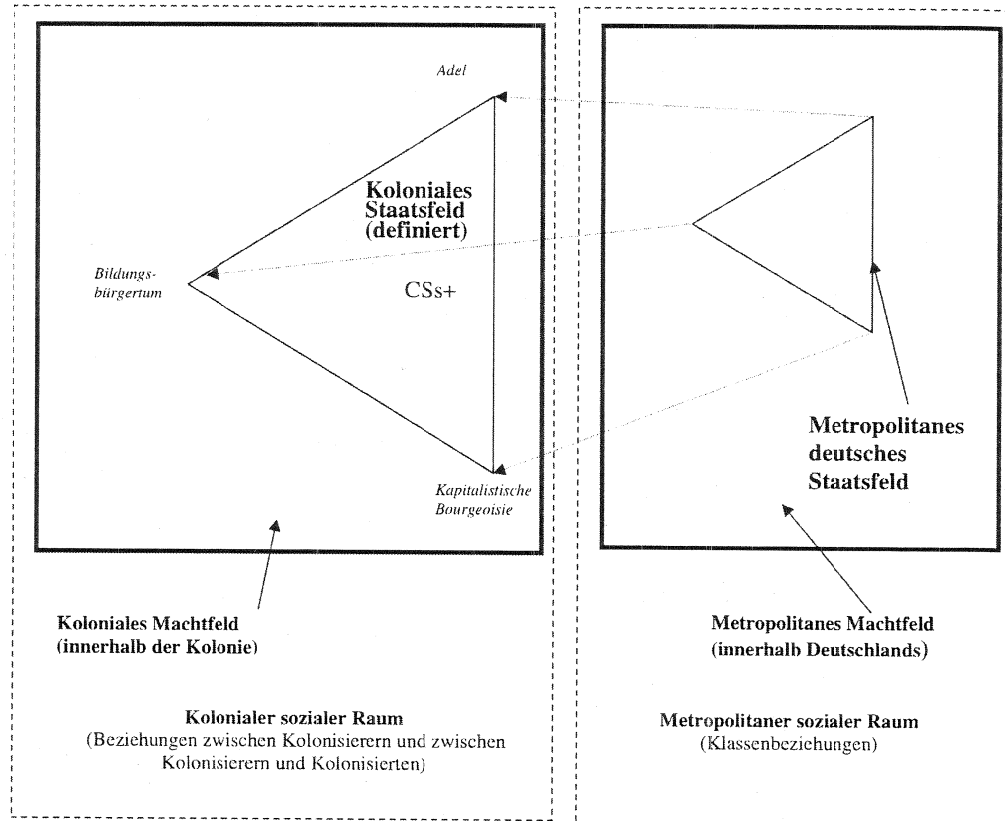 Adel
Koloniales
Staatsfeld
(definiert)
Bildungs-
bürgertum
CSs+
Kapitalistische
Bourgeoisie
Koloniales Machtfeld
(innerhalb der Kolonie)
Kolonialer sozialer Raum
(Beziehungen zwischen Kolonisierern und zwischen
Kolonisierern und Kolonisierten)
Metropolitanes
deutsches
Staatsfeld
Metropolitanes Machtfeld
(innerhalb Deutschlands)
Metropolitaner sozialer Raum
(Klassenbeziehungen)